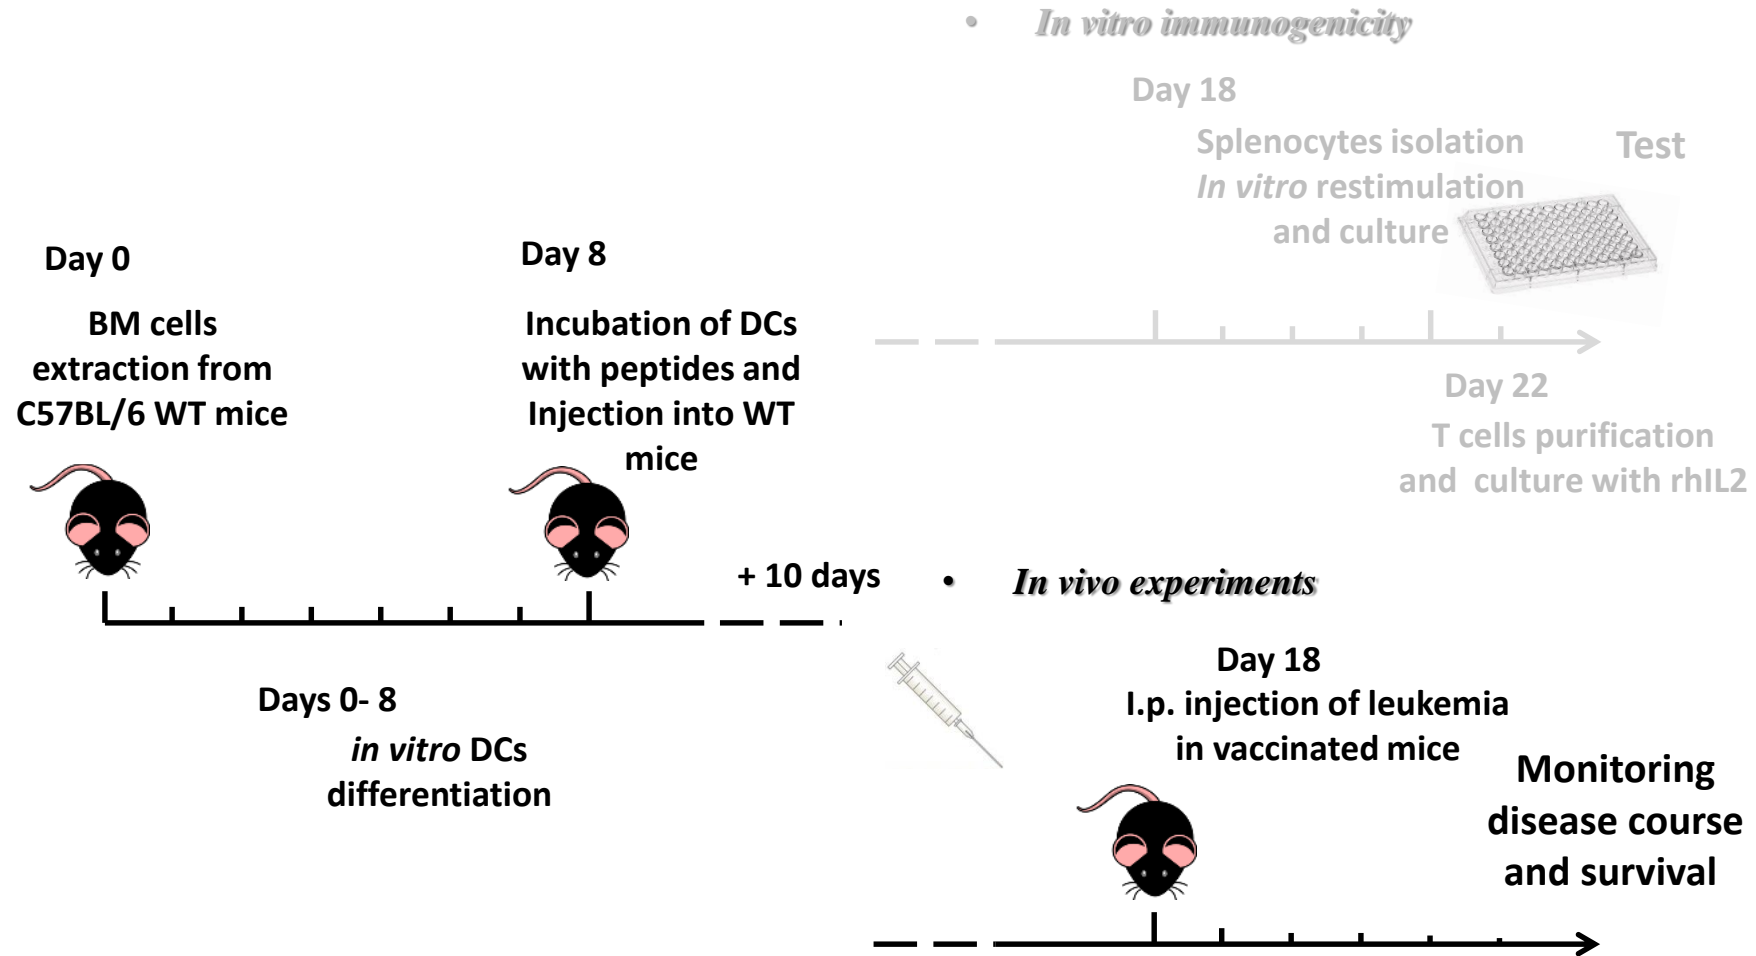 • In vitro immunogenicity
Day 18
Splenocytes isolation
In vitro restimulation
and culture
Test
Day 22
T cells purification
and culture with rhIL2
Day 0
BM cells
extraction from
C57BL/6 WT mice
Day 8
Incubation of DCs
with peptides and
Injection into WT
mice
+ 10 days
Days 0- 8
in vitro DCs
differentiation
• In vivo experiments
Day 18
I.p. injection of leukemia
in vaccinated mice
Monitoring
disease course
and survival